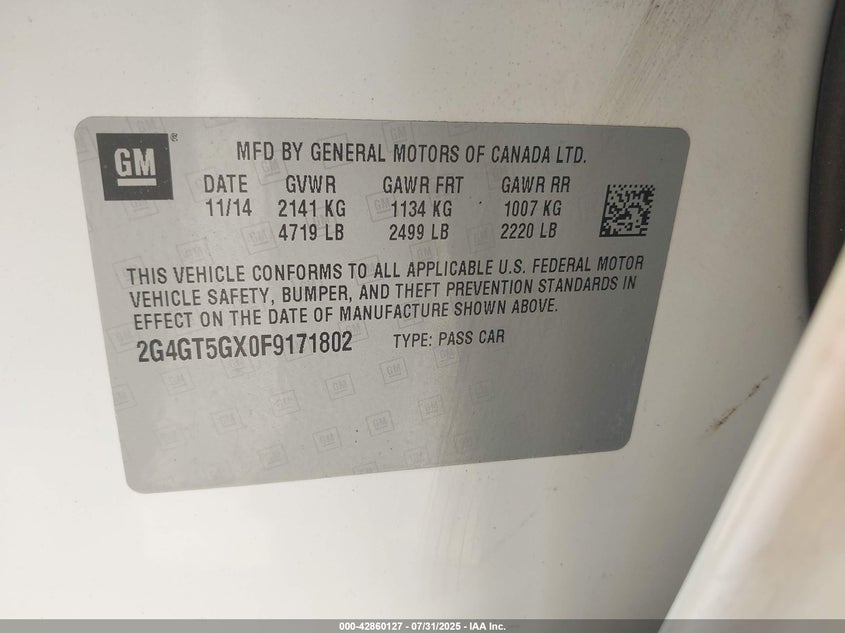 GM
MFD BY GENERAL MOTORS OF CANADA LTD.
DATE GVWR GAWR FRT GAWR RR
11/14 2141 KG 1134 KG 1007 KG
4719 LB 2499 LB 2220 LB
THIS VEHICLE CONFORMS TO ALL APPLICABLE U.S. FEDERAL MOTOR
VEHICLE SAFETY, BUMPER, AND THEFT PREVENTION STANDARDS IN
EFFECT ON THE DATE OF MANUFACTURE SHOWN ABOVE.
2G4GT5GX0F9171802 TYPE: PASS CAR
000-42860127 - 07/31/2025 - IAA Inc.